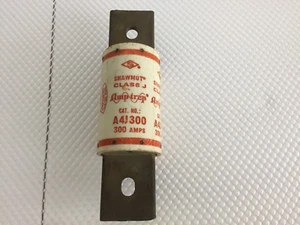 SHAWMUT
CLASS J
Amp-trap
CAT. NO.:
A4J300
300 AMPS